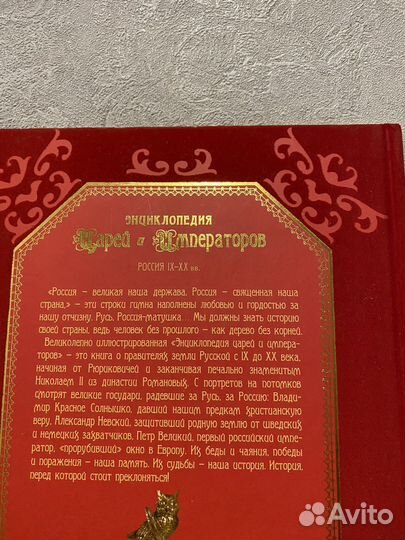 ЭНЦИКЛОПЕДИЯ
Царей и Императоров
РОССИЯ IX–XX вв.
«Россия – великая наша держава, Россия – священная наша
страна,» – эти строки гимна наполнены любовью и гордостью за
нашу отчизну. Русь, Россия-матушка... Мы должны знать историю
своей страны, ведь человек без прошлого – как дерево без корней.
Великолепно иллюстрированная «Энциклопедия царей и импера-
торов» – это книга о правителях земли Русской с IX до XX века,
начиная от Рюриковичей и заканчивая печально знаменитым
Николаем II из династии Романовых. С портретов на потомков
смотрят великие государи, радевшие за Русь, за Россию: Влади-
мир Красное Солнышко, давший нашим предкам христианскую
веру, Александр Невский, защитивший родную землю от шведских
и немецких захватчиков, Петр Великий, первый российский импе-
ратор, «прорубивший» окно в Европу. Их беды и чаяния, победы
и поражения – наша память. Их судьбы – наша история. История,
перед которой стоит преклоняться!
Avito